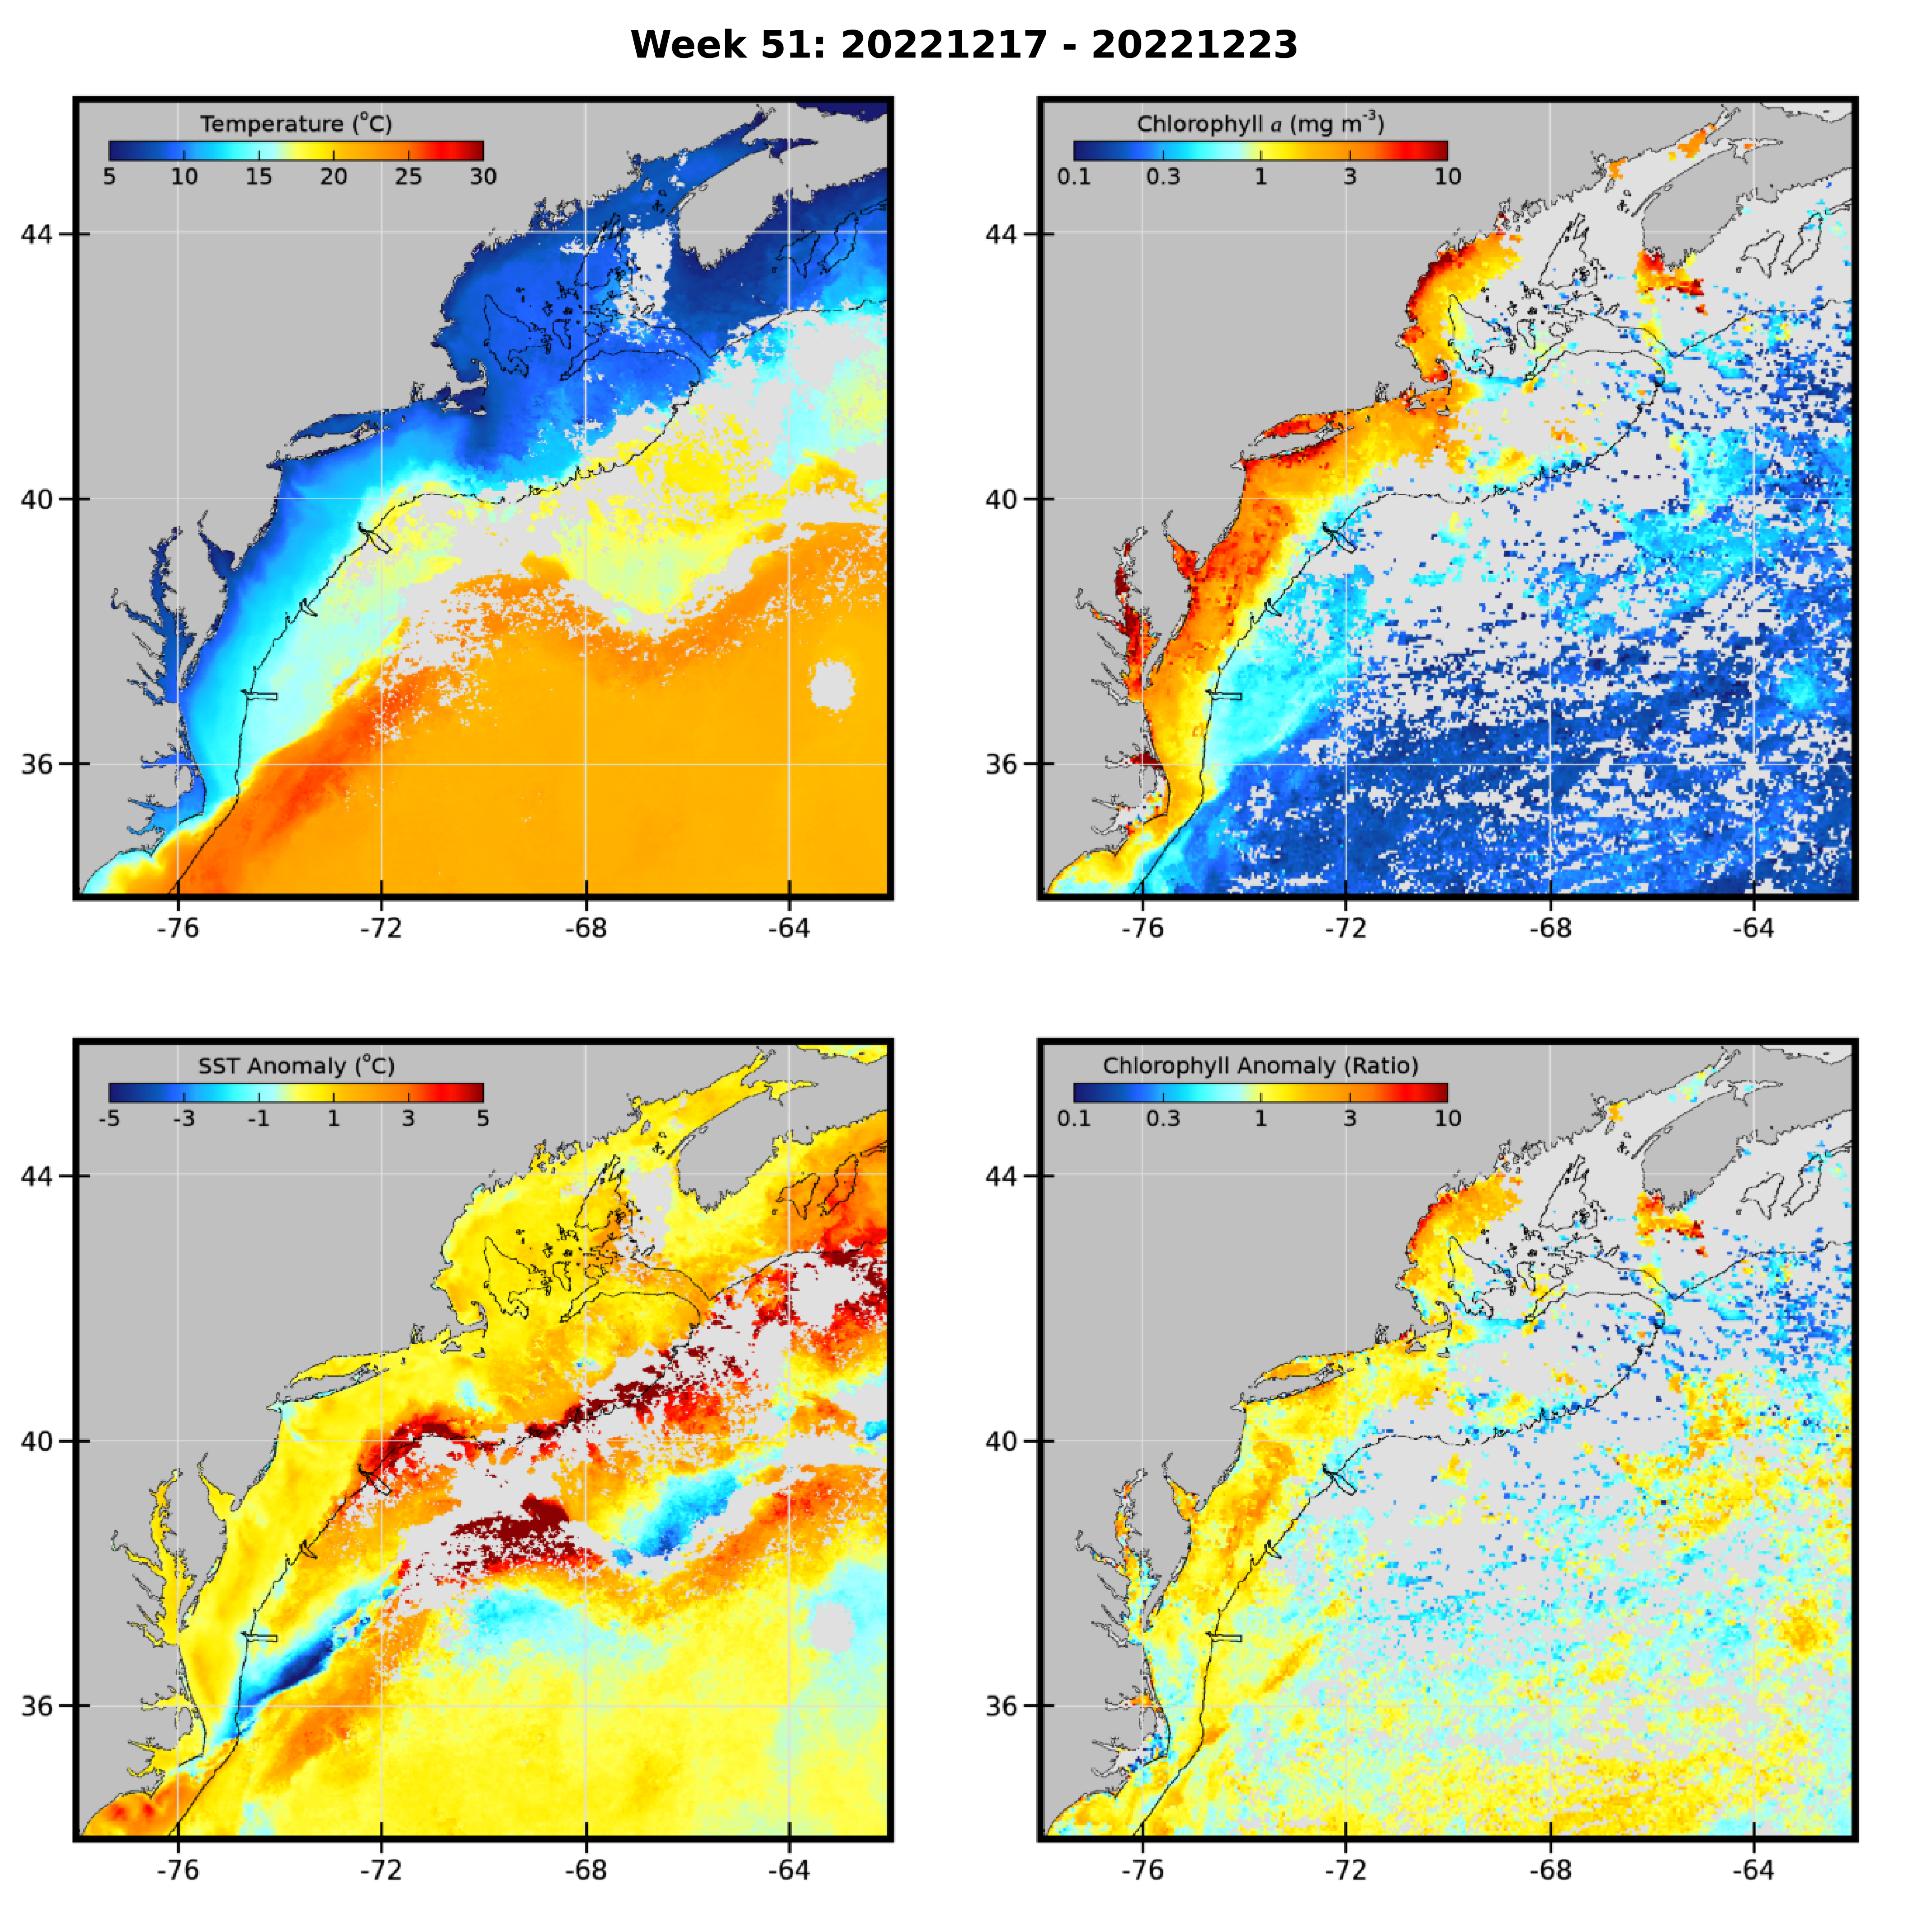 Week 51: 20221217 - 20221223
Temperature (°C)
5 10 15 20 25 30
44
40
36
-76 -72 -68 -64
Chlorophyll a (mg m⁻³)
0.1 0.3 1 3 10
44
40
36
-76 -72 -68 -64
SST Anomaly (°C)
-5 -3 -1 1 3 5
44
40
36
-76 -72 -68 -64
Chlorophyll Anomaly (Ratio)
0.1 0.3 1 3 10
44
40
36
-76 -72 -68 -64